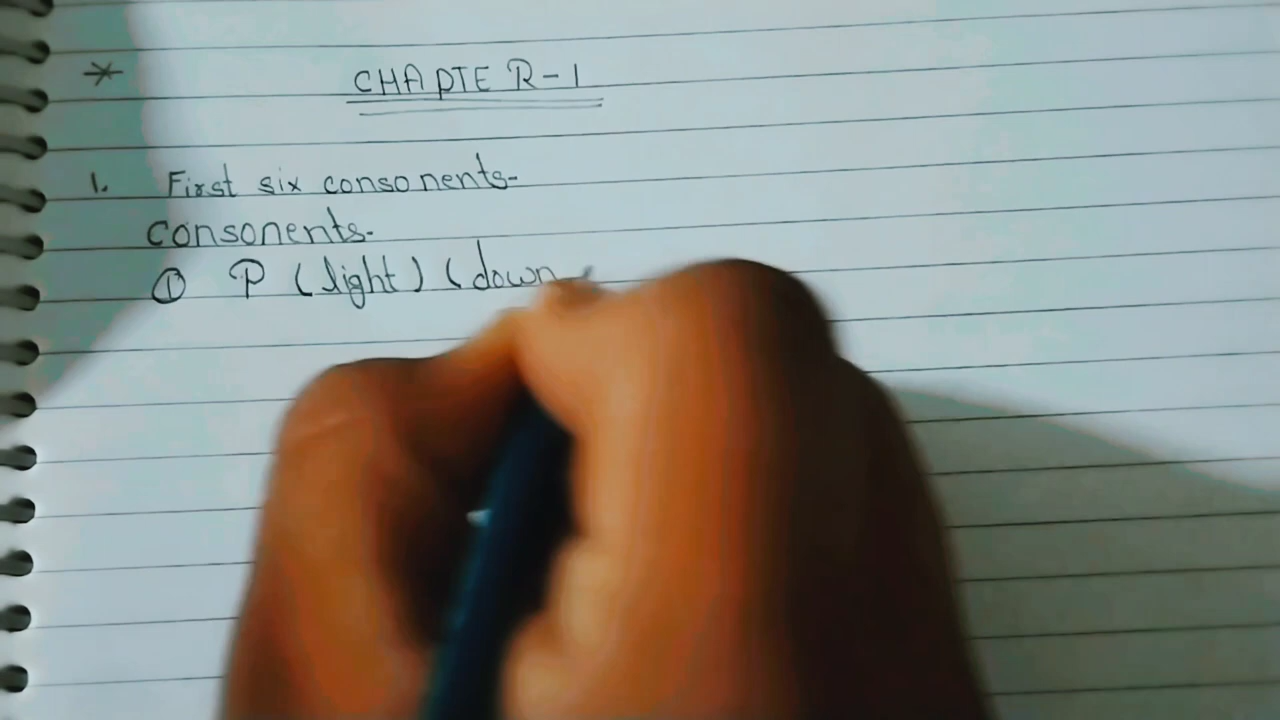 * CHAPTER-1
1. First six consonents-
consonents-
① P (light) (down